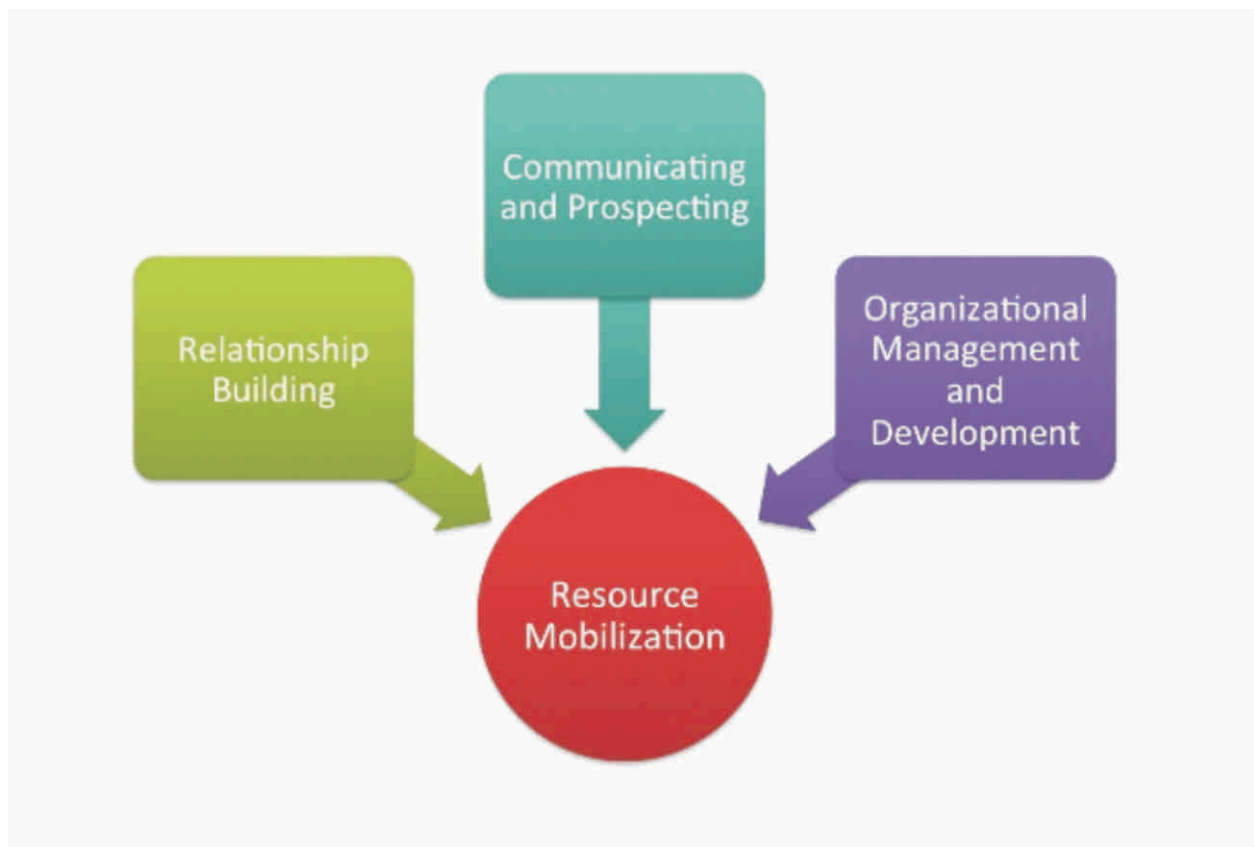 Communicating
and Prospecting
Relationship
Building
Organizational
Management
and
Development
Resource
Mobilization